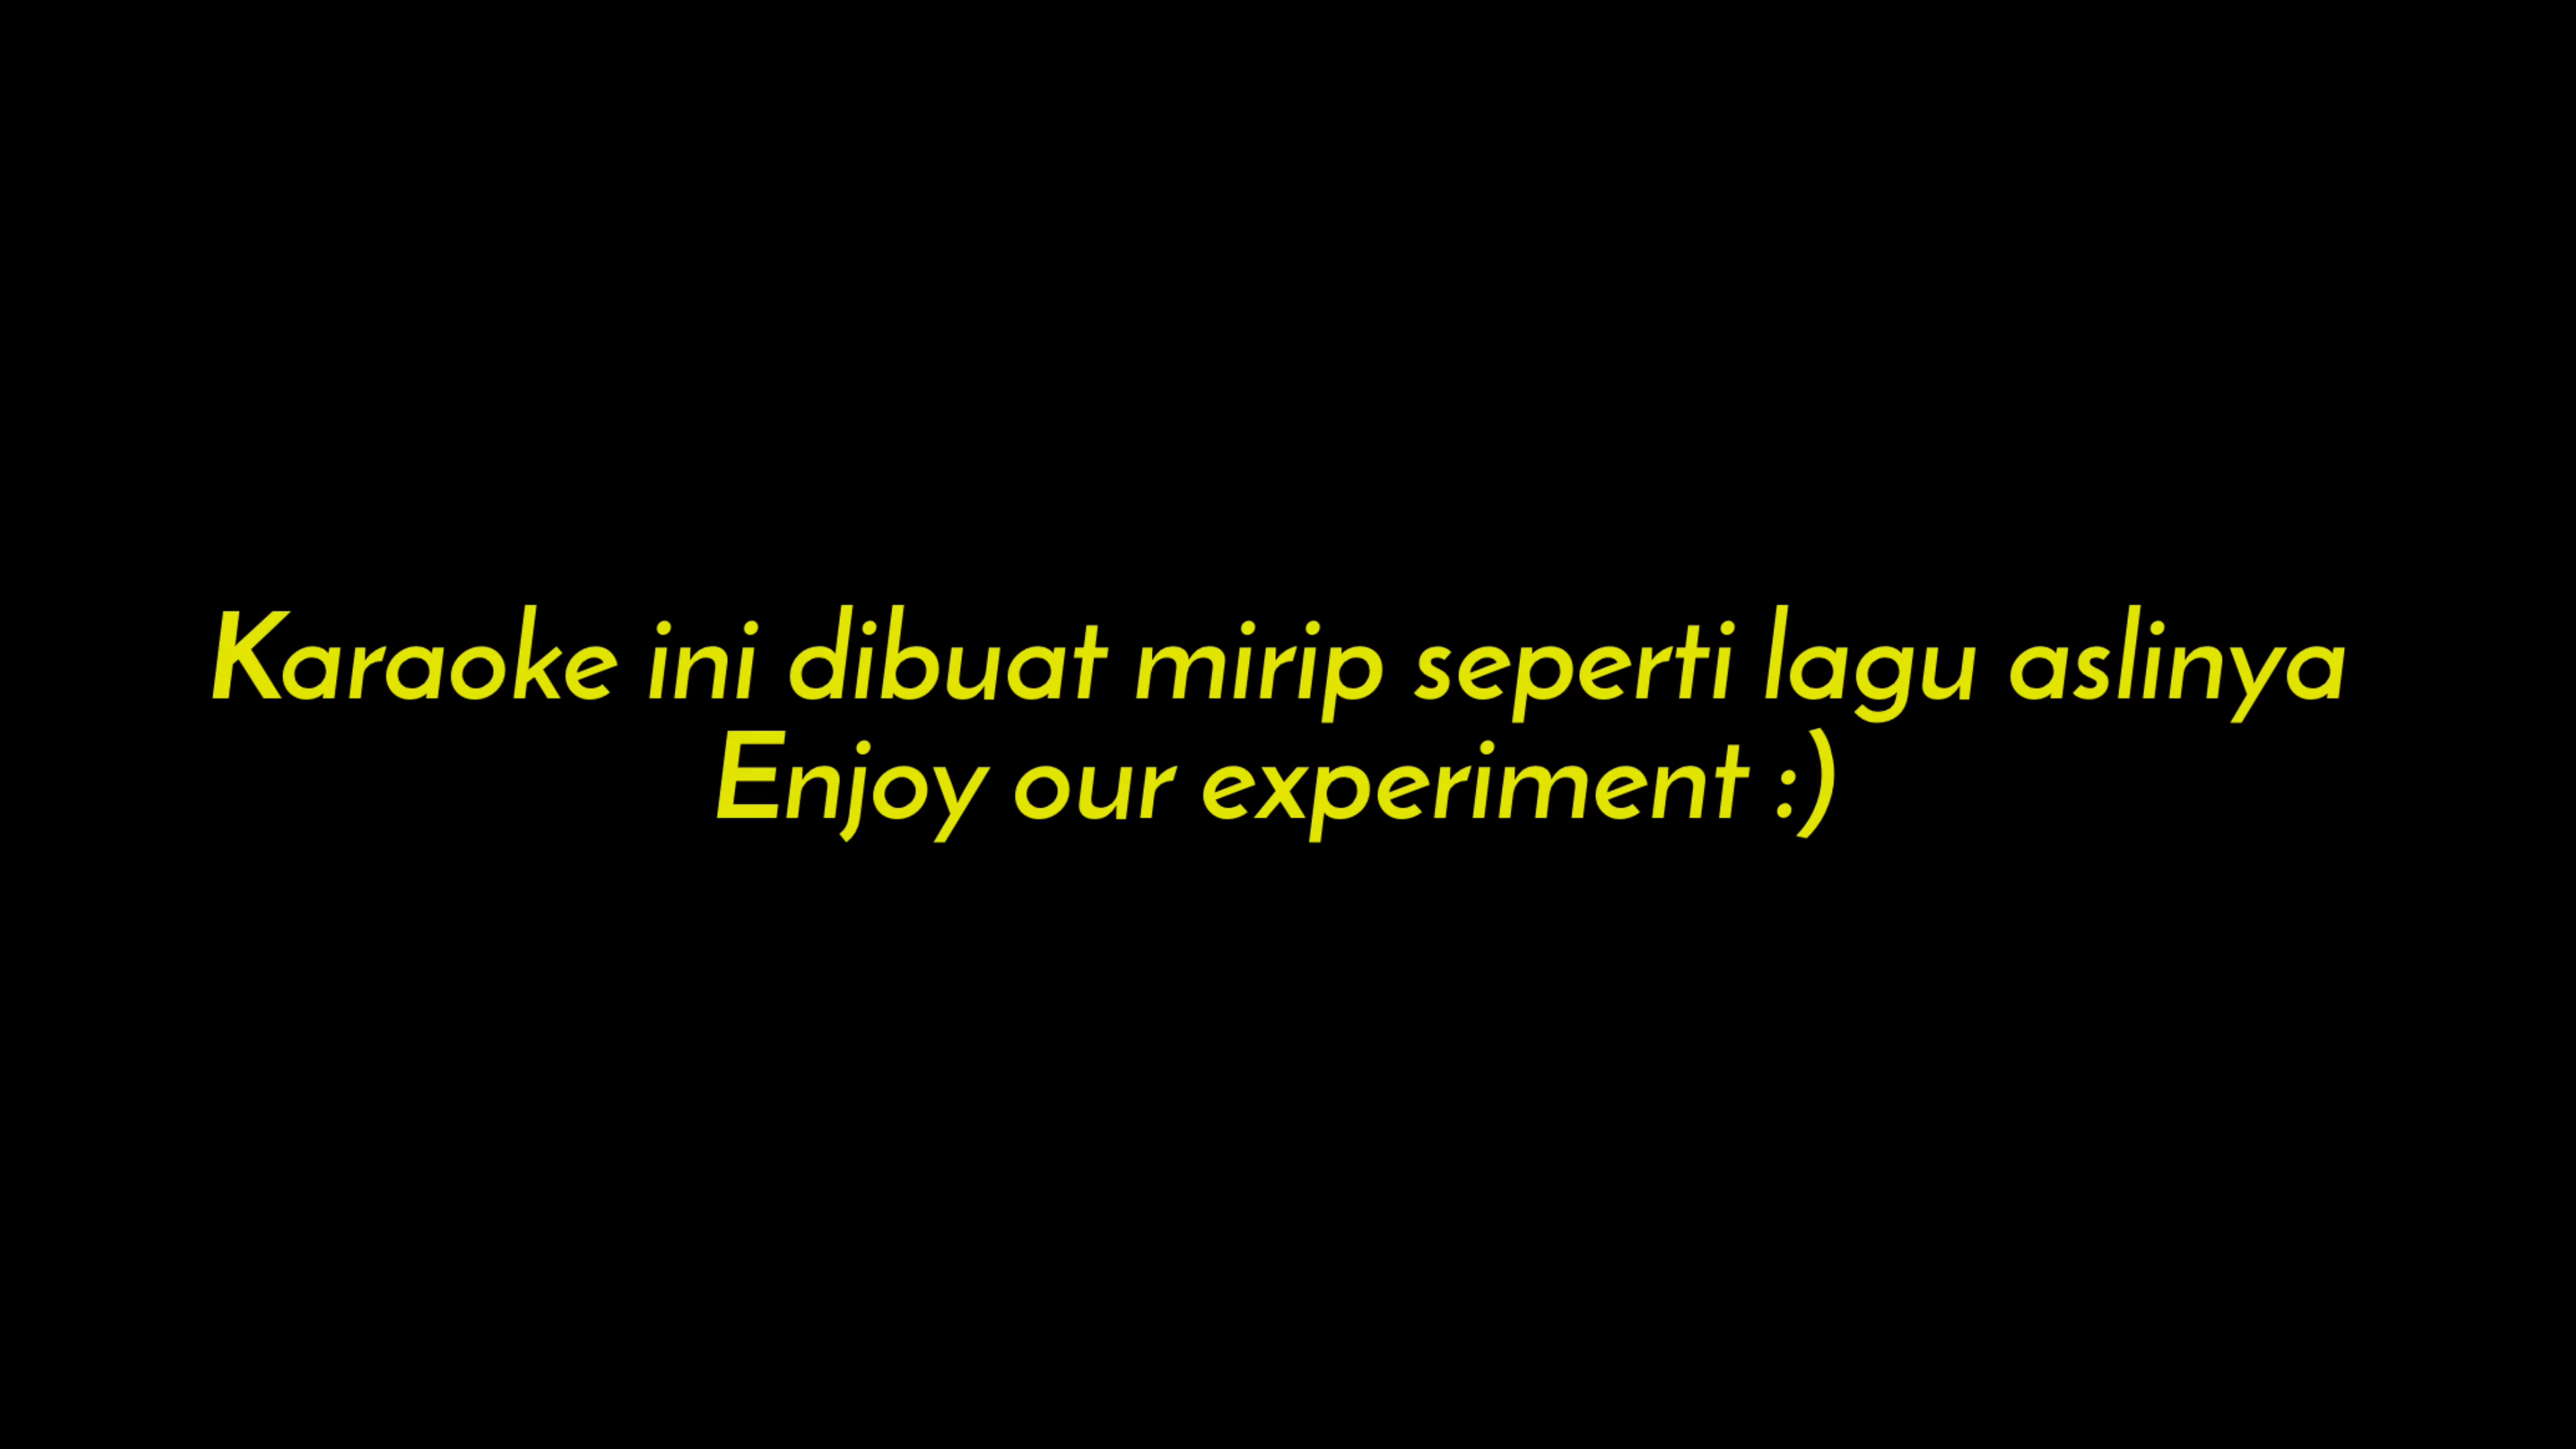 Karaoke ini dibuat mirip seperti lagu aslinya
Enjoy our experiment :)